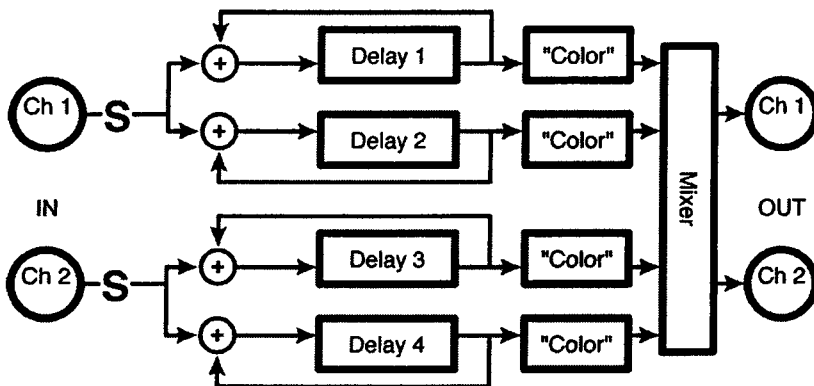 Delay 1
"Color"
Ch 1
S
+
+
Delay 2
"Color"
Mixer
Ch 1
IN
OUT
Ch 2
S
+
+
Delay 3
"Color"
Ch 2
Delay 4
"Color"